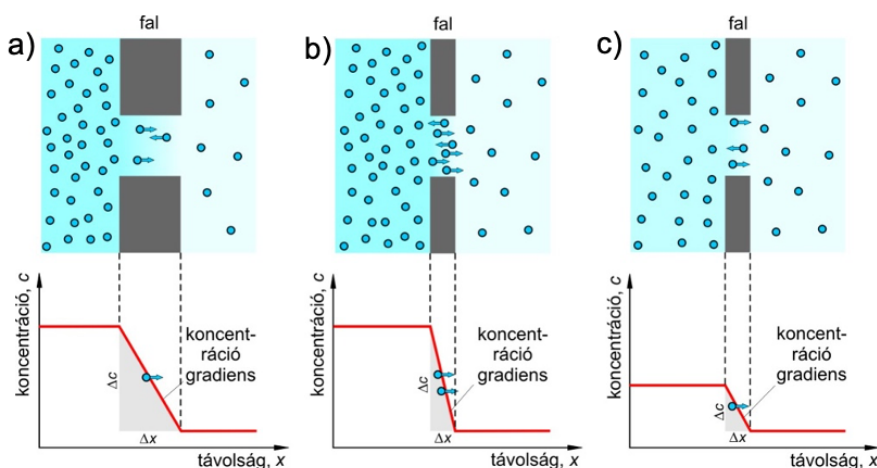 a)
fal
b)
fal
c)
fal
koncentráció, c
koncent-
ráció
gradiens
Δc
Δx
távolság, x
koncentráció, c
koncent-
ráció
gradiens
Δc
Δx
távolság, x
koncentráció, c
koncent-
ráció
gradiens
Δc
Δx
távolság, x